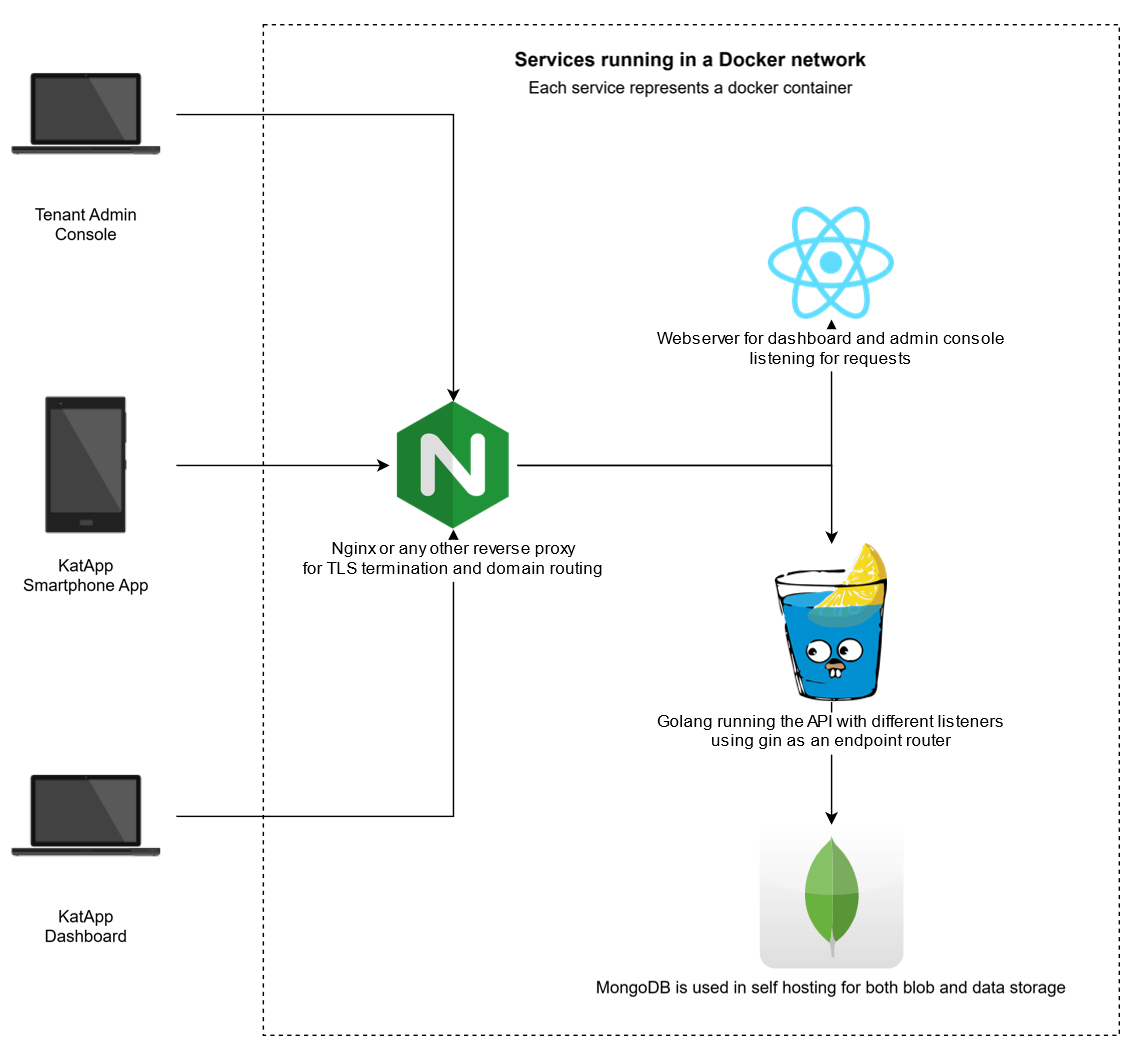 Services running in a Docker network
Each service represents a docker container
Tenant Admin
Console
Webserver for dashboard and admin console
listening for requests
N
Nginx or any other reverse proxy
for TLS termination and domain routing
KatApp
Smartphone App
Golang running the API with different listeners
using gin as an endpoint router
KatApp
Dashboard
MongoDB is used in self hosting for both blob and data storage